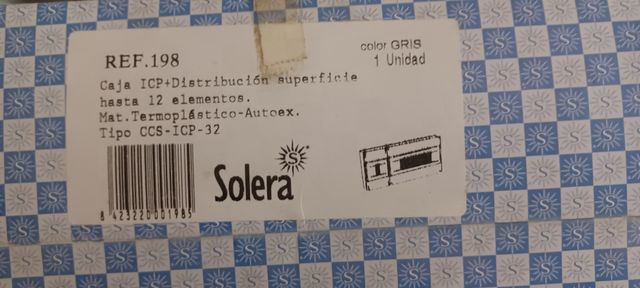 REF.198
color GRIS
1 Unidad
Caja ICP+Distribución superficie
hasta 12 elementos.
Mat.Termoplástico-Autoex.
Tipo CCS-ICP-32
Solera
8 423220 001985